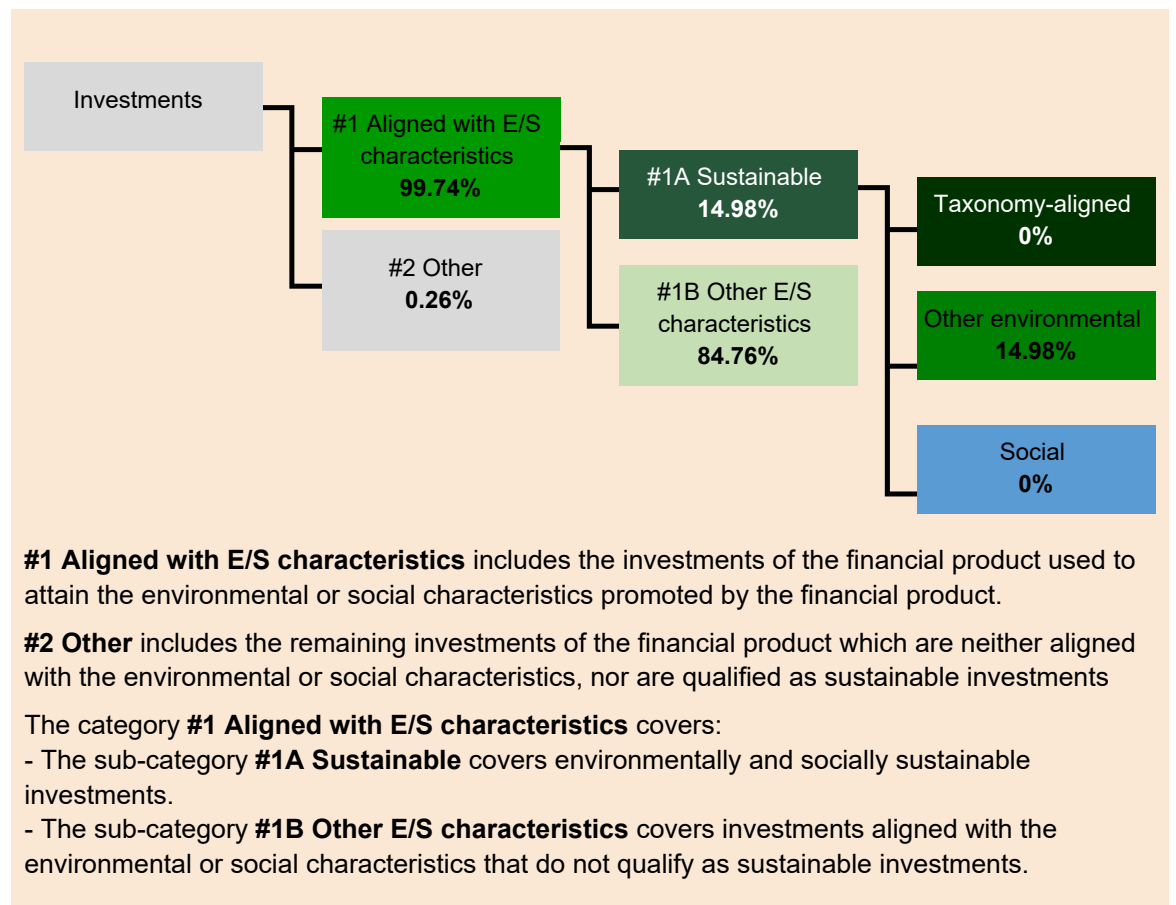 Investments
#1 Aligned with E/S
characteristics
99.74%
#2 Other
0.26%
#1A Sustainable
14.98%
#1B Other E/S
characteristics
84.76%
Taxonomy-aligned
0%
Other environmental
14.98%
Social
0%
#1 Aligned with E/S characteristics includes the investments of the financial product used to
attain the environmental or social characteristics promoted by the financial product.
#2 Other includes the remaining investments of the financial product which are neither aligned
with the environmental or social characteristics, nor are qualified as sustainable investments
The category #1 Aligned with E/S characteristics covers:
- The sub-category #1A Sustainable covers environmentally and socially sustainable
investments.
- The sub-category #1B Other E/S characteristics covers investments aligned with the
environmental or social characteristics that do not qualify as sustainable investments.